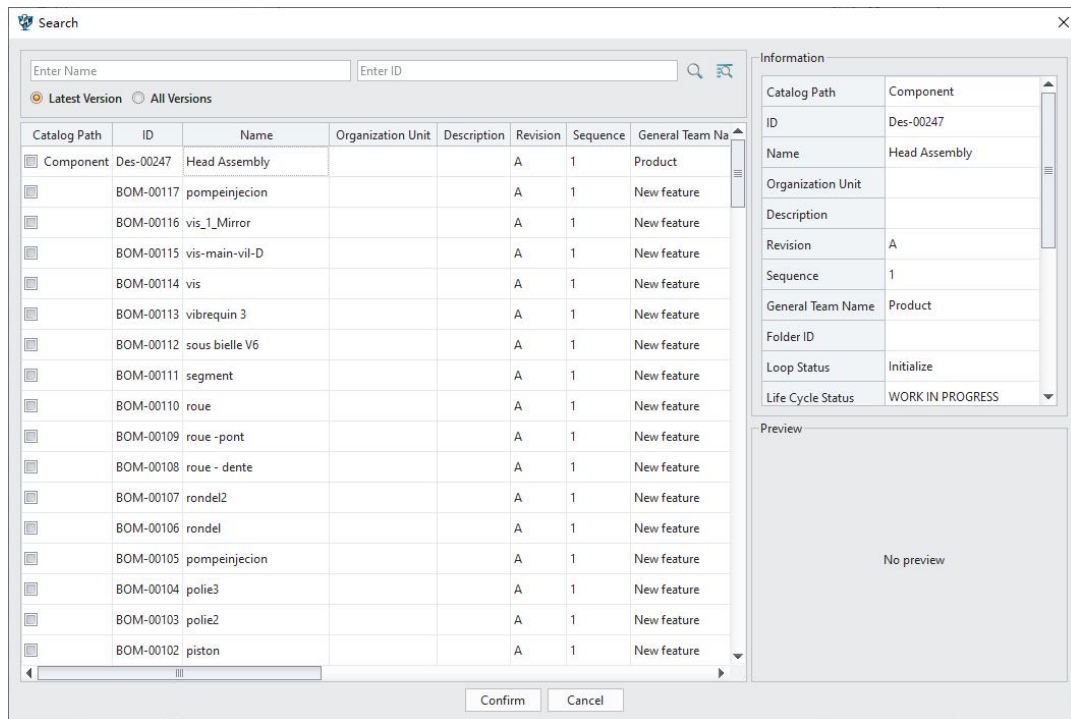 Search
Enter Name Enter ID
Latest Version All Versions
Catalog Path ID Name Organization Unit Description Revision Sequence General Team Na
Component Des-00247 Head Assembly A 1 Product
BOM-00117 pompeinjecion A 1 New feature
BOM-00116 vis_1_Mirror A 1 New feature
BOM-00115 vis-main-vil-D A 1 New feature
BOM-00114 vis A 1 New feature
BOM-00113 vibrequin 3 A 1 New feature
BOM-00112 sous bielle V6 A 1 New feature
BOM-00111 segment A 1 New feature
BOM-00110 roue A 1 New feature
BOM-00109 roue -pont A 1 New feature
BOM-00108 roue - dente A 1 New feature
BOM-00107 rondel2 A 1 New feature
BOM-00106 rondel A 1 New feature
BOM-00105 pompeinjecion A 1 New feature
BOM-00104 polie3 A 1 New feature
BOM-00103 polie2 A 1 New feature
BOM-00102 piston A 1 New feature
Information
Catalog Path Component
ID Des-00247
Name Head Assembly
Organization Unit
Description
Revision A
Sequence 1
General Team Name Product
Folder ID
Loop Status Initialize
Life Cycle Status WORK IN PROGRESS
Preview
No preview
Confirm Cancel